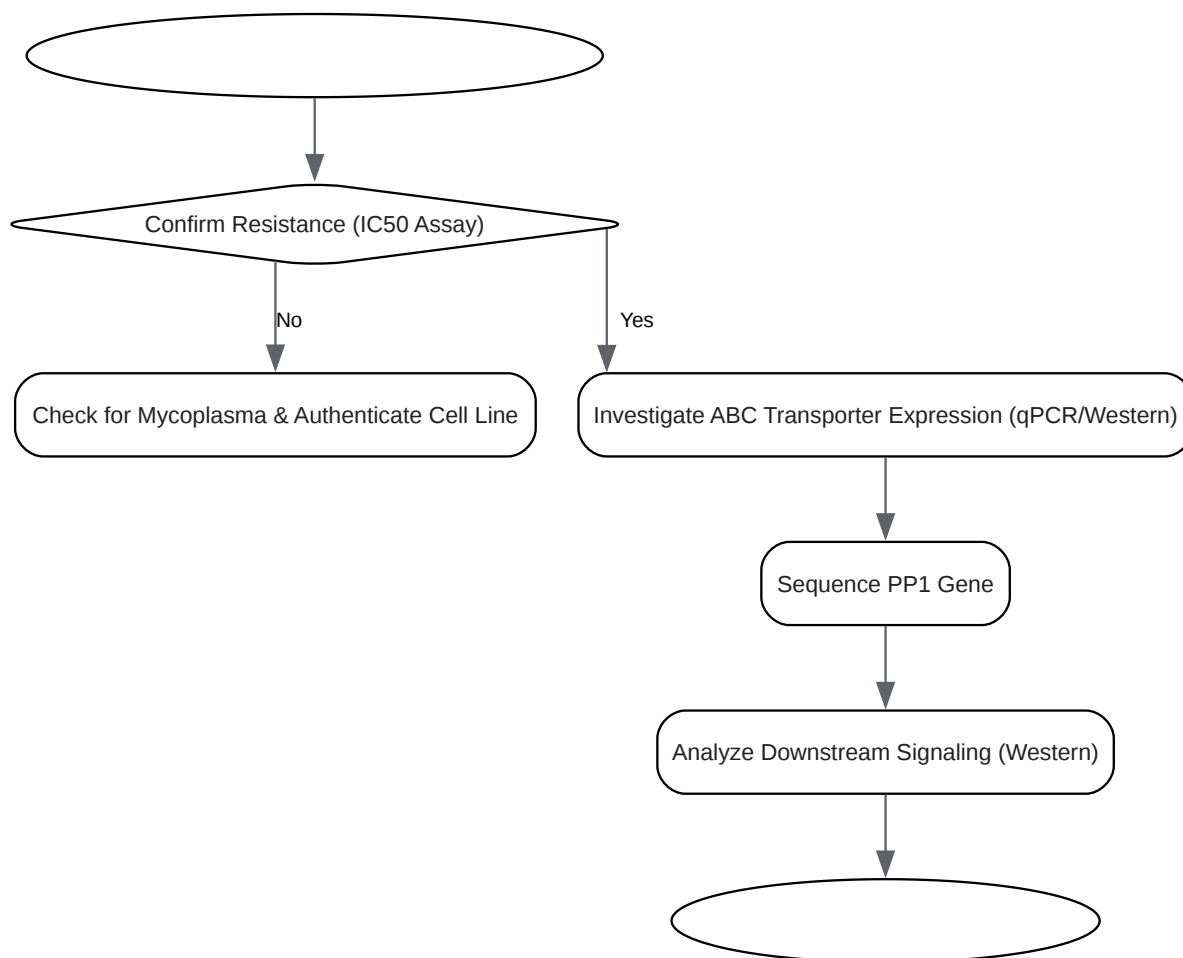 Confirm Resistance (IC50 Assay)
No
Yes
Check for Mycoplasma & Authenticate Cell Line
Investigate ABC Transporter Expression (qPCR/Western)
Sequence PP1 Gene
Analyze Downstream Signaling (Western)